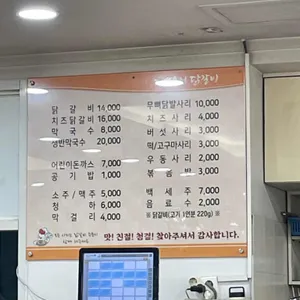 닭갈비
닭 갈 비 14,000
치즈닭갈비 16,000
막 국 수 8,000
쟁반막국수 20,000
어린이돈까스 7,000
공 기 밥 1,000
소주/맥주 5,000
청 하 6,000
막 걸 리 4,000
무뼈닭발사리 10,000
치즈사리 4,000
버섯사리 3,000
떡/고구마사리 3,000
우동사리 2,000
볶 음 밥 3,000
백 세 주 7,000
음 료 수 2,000
※ 닭갈비(고기 1인분 220g) ※
맛! 친절! 청결! 찾아주셔서 감사합니다.